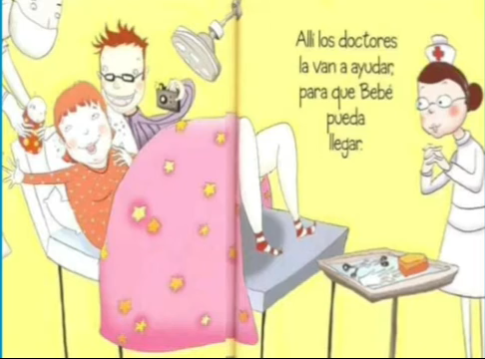 Allí los doctores
la van a ayudar,
para que Bebé
pueda
llegar.